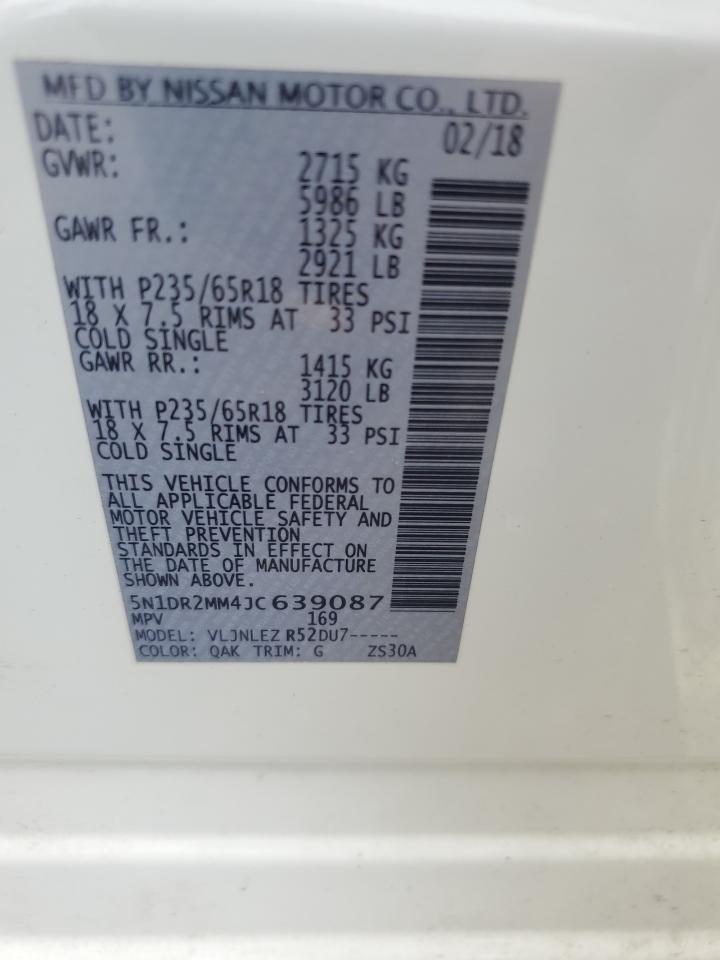 MFD BY NISSAN MOTOR CO., LTD.
DATE: 02/18
GVWR: 2715 KG
5986 LB
GAWR FR.: 1325 KG
2921 LB
WITH P235/65R18 TIRES
18 X 7.5 RIMS AT 33 PSI
COLD SINGLE
GAWR RR.: 1415 KG
3120 LB
WITH P235/65R18 TIRES
18 X 7.5 RIMS AT 33 PSI
COLD SINGLE
THIS VEHICLE CONFORMS TO
ALL APPLICABLE FEDERAL
MOTOR VEHICLE SAFETY AND
THEFT PREVENTION
STANDARDS IN EFFECT ON
THE DATE OF MANUFACTURE
SHOWN ABOVE.
5N1DR2MM4JC639087
MPV 169
MODEL: VLJNLEZ R52DU7-----
COLOR: QAK TRIM: G ZS30A